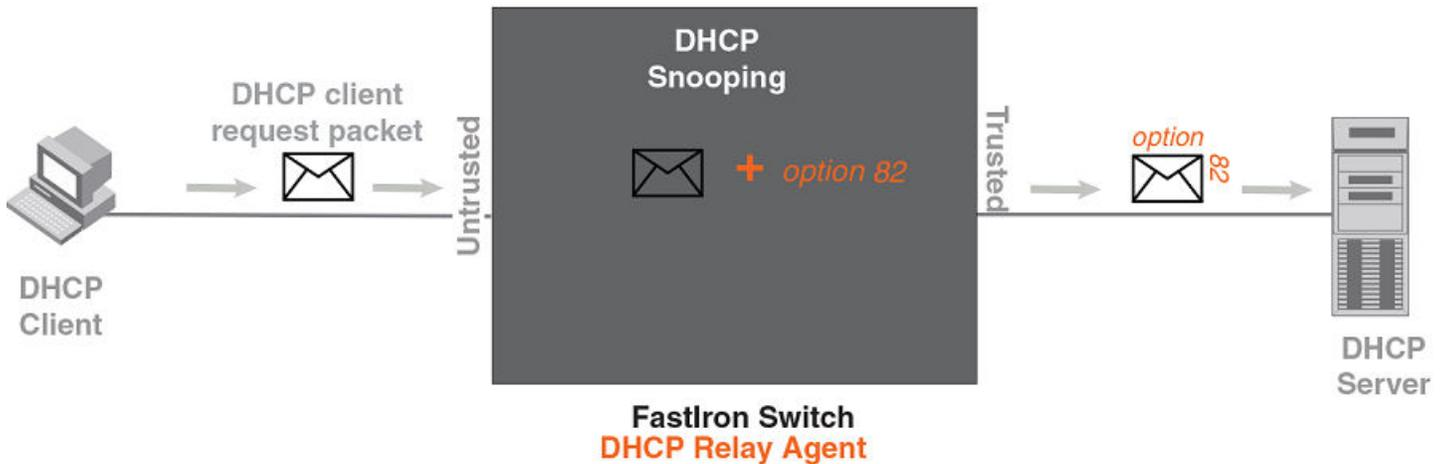 DHCP
Snooping
DHCP client
request packet
Untrusted
+ option 82
Trusted
option
82
DHCP
Client
DHCP
Server
FastIron Switch
DHCP Relay Agent